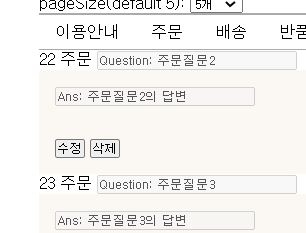 pageSize(default 5): 5개
이용안내 주문 배송 반품
22 주문 Question: 주문질문2
Ans: 주문질문2의 답변
수정 삭제
23 주문 Question: 주문질문3
Ans: 주문질문3의 답변